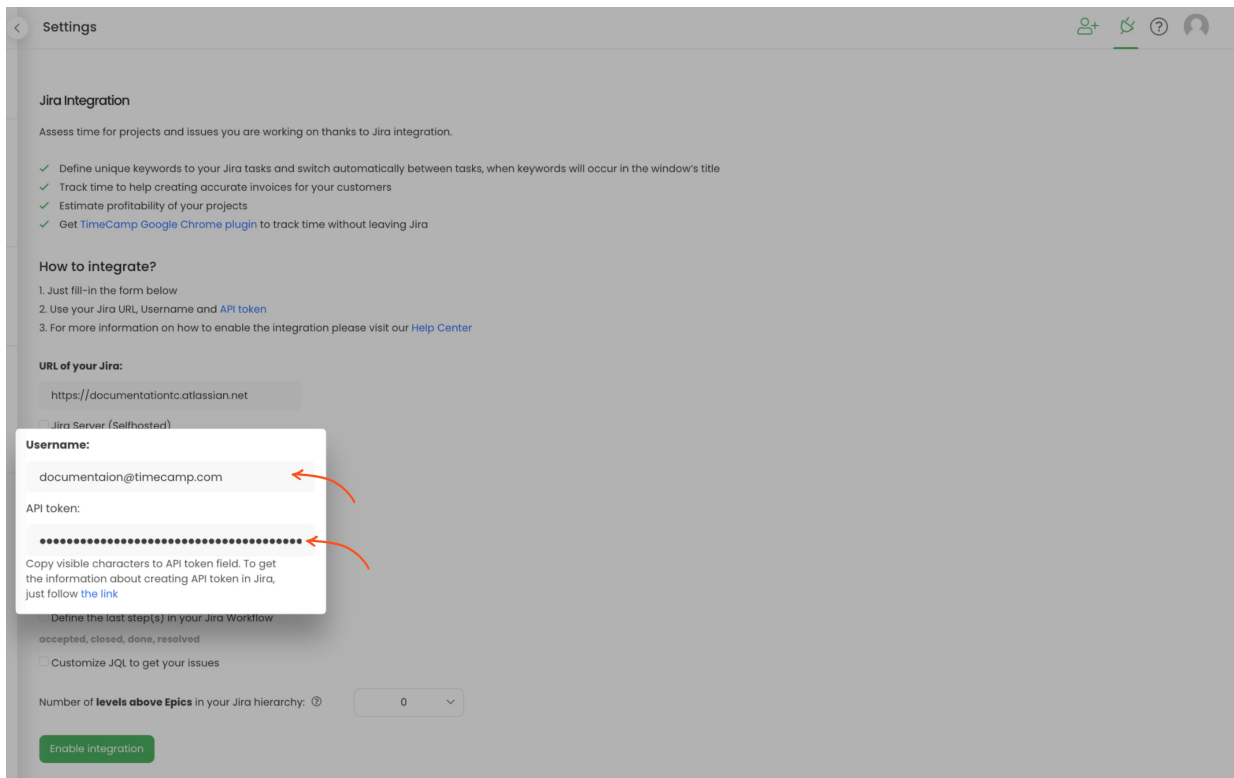 Settings
Jira Integration
Assess time for projects and issues you are working on thanks to Jira integration.
Define unique keywords to your Jira tasks and switch automatically between tasks, when keywords will occur in the window's title
Track time to help creating accurate invoices for your customers
Estimate profitability of your projects
Get TimeCamp Google Chrome plugin to track time without leaving Jira
How to integrate?
1. Just fill-in the form below
2. Use your Jira URL, Username and API token
3. For more information on how to enable the integration please visit our Help Center
URL of your Jira:
https://documentationtc.atlassian.net
Jira Server (Selfhosted)
Username:
documentaion@timecamp.com
API token:
Copy visible characters to API token field. To get
the information about creating API token in Jira,
just follow the link
Define the last step(s) in your Jira Workflow
accepted, closed, done, resolved
Customize JQL to get your issues
Number of levels above Epics in your Jira hierarchy: 0
Enable integration